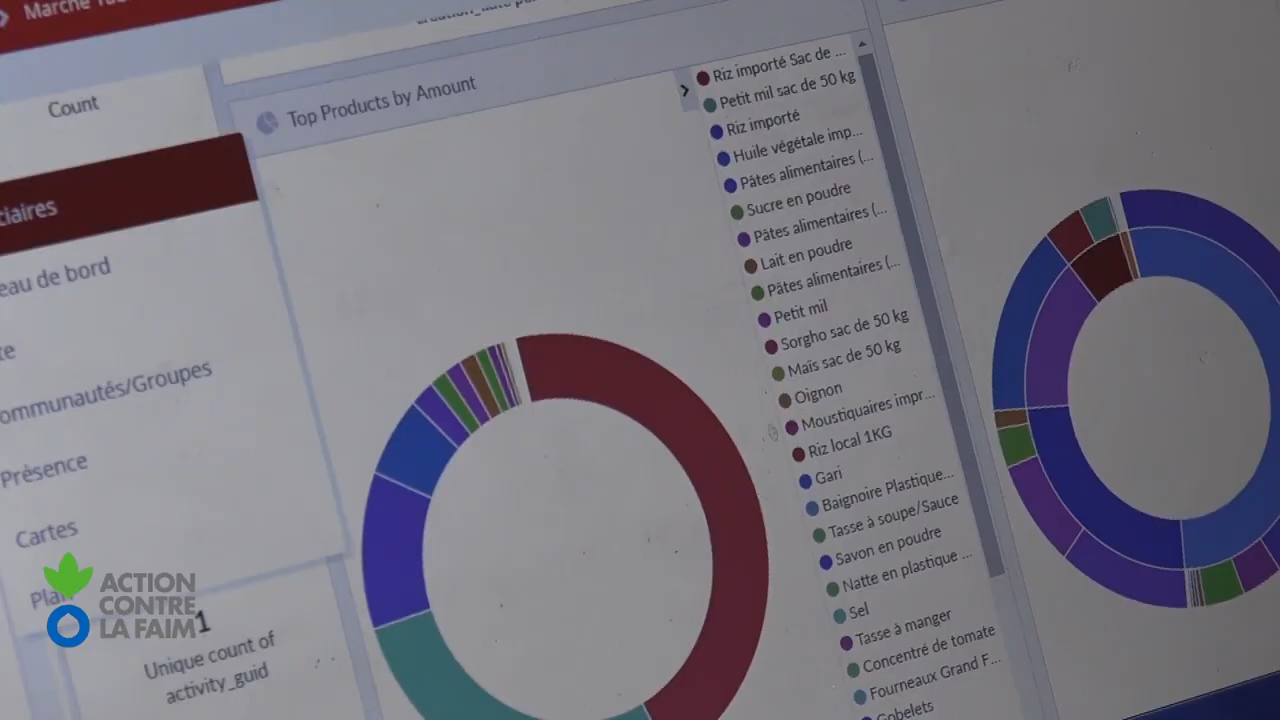 Marche
Count
Top Products by Amount
eau de bord
ommunautés/Groupes
Présence
Cartes
1
Unique count of
activity_guid
Riz importé Sac de ...
Petit mil sac de 50 kg
Riz importé
Huile végétale imp...
Pâtes alimentaires (...
Sucre en poudre
Pâtes alimentaires (...
Lait en poudre
Pâtes alimentaires (...
Petit mil
Sorgho sac de 50 kg
Maïs sac de 50 kg
Oignon
Moustiquaires impr...
Riz local 1KG
Gari
Baignoire Plastique...
Tasse à soupe/Sauce
Savon en poudre
Natte en plastique ...
Sel
Tasse à manger
Concentré de tomate
Fourneaux Grand F...
Gobelets
ACTION
CONTRE
LA FAIM